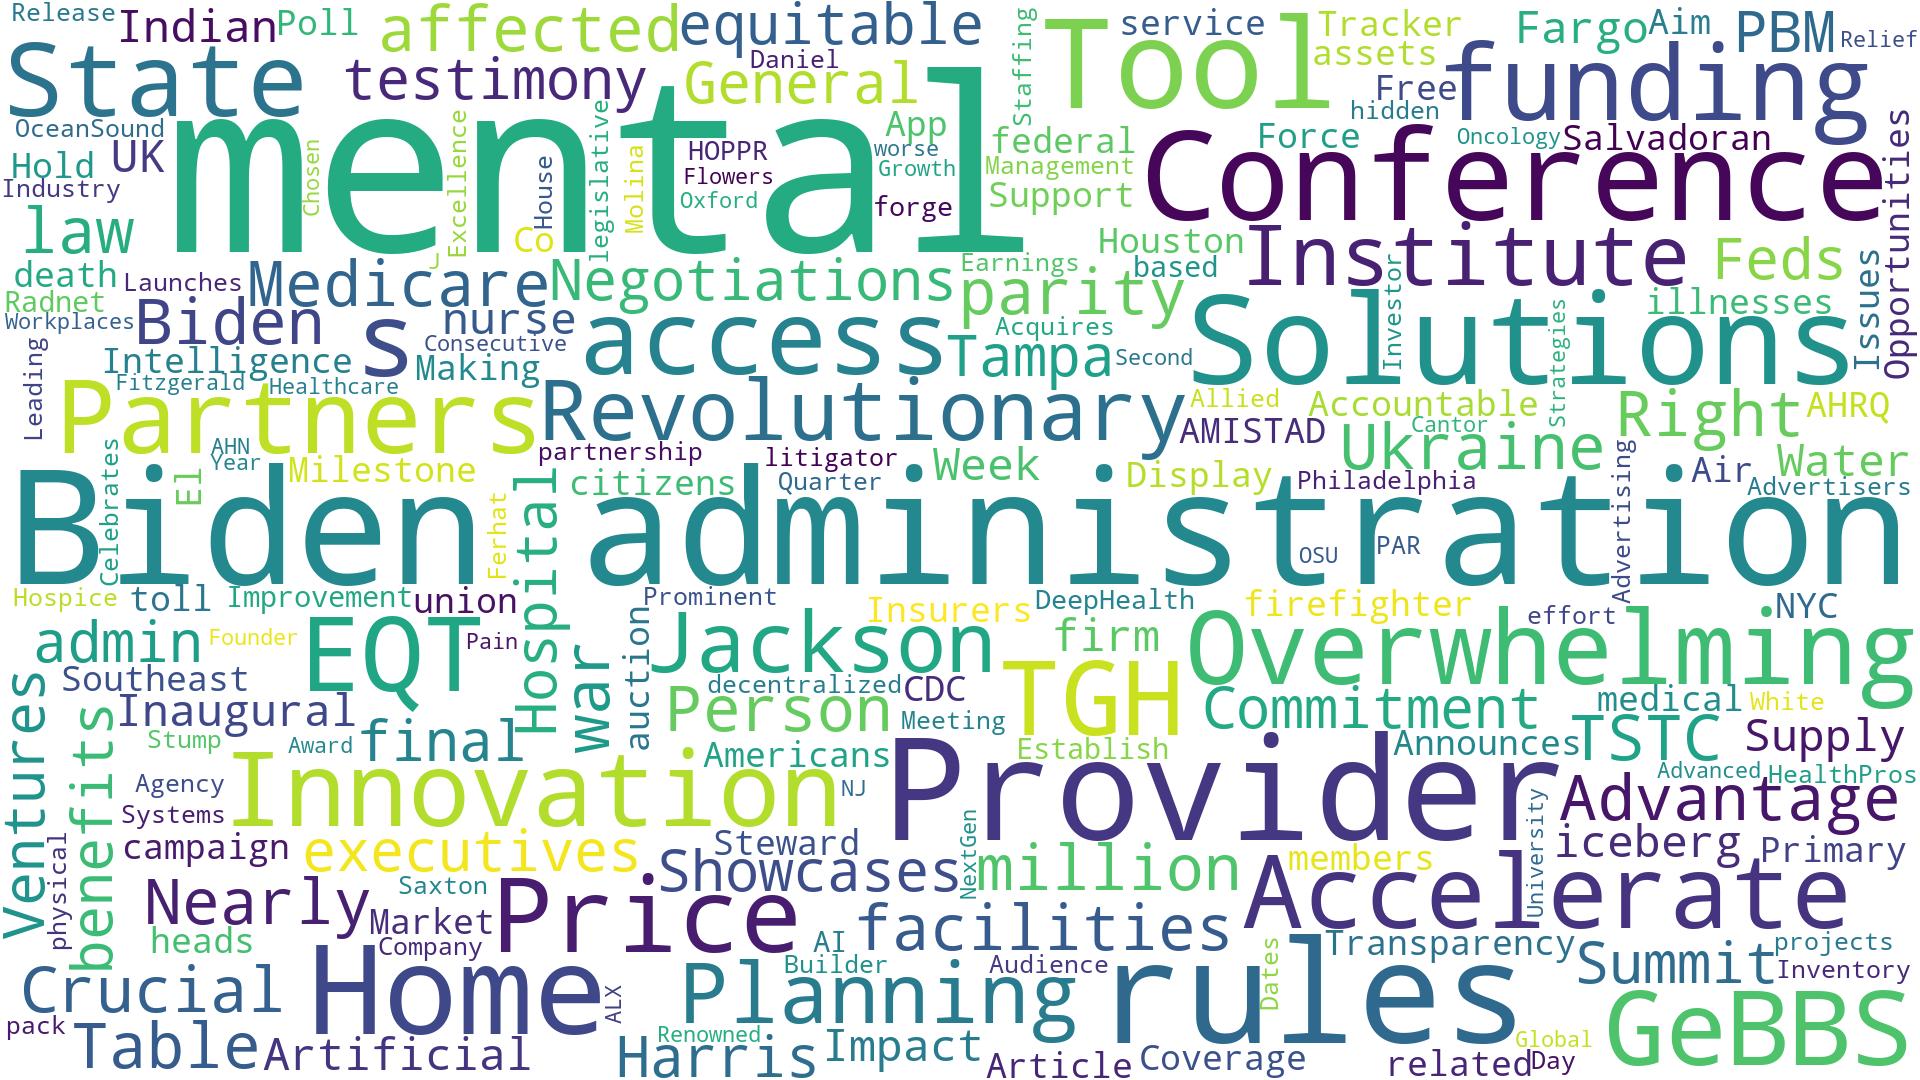 Release
Indian
Poll
affected
equitable
Tool
service
Tracker
assets
Fargo
Aim
PBM
Relief
State
testimony
Daniel
General
Staffing
Free
funding
hidden
OceanSound
mental
Chosen
Excellence
House
legislative
Molina
HOPPR
Flowers
Oxford
App
worse
Growth
forge
federal
Management
Support
Force
Oncology
Salvadoran
Conference
Opportunities
Hold
UK
Industry
law
Co
J
death
Launches
Radnet
Workplaces
Medicare
Negotiations
Houston
Earnings
based
parity
Institute
Investor
Feds
illnesses
Issues
Biden
s
nurse
Consecutive
access
Acquires
Tampa
Second
Solutions
Strategies
Intelligence
Making
Fitzgerald
Healthcare
Leading
Partners
Revolutionary
Allied
AMISTAD
Accountable
Cantor
Ukraine
Right
AHRQ
AHN
Year
El
Milestone
Celebrates
partnership
litigator
Week
citizens
Quarter
Display
Philadelphia
Advertising
Air
Water
Advertisers
Biden administration
Ferhat
Hospital
OSU
PAR
Hospice
toll
Improvement
union
Prominent
Insurers
DeepHealth
firefighter
effort
NYC
admin
Founder
EQT
Pain
war
auction
Jackson
firm
Overwhelming
Southeast
decentralized
CDC
TGH
Ventures
benefits
Inaugural
Person
Meeting
Commitment
medical
White
TSTC
Supply
Stump
Award
final
Americans
Establish
Announces
Agency
Innovation
NJ
Provider
Advanced
HealthPros
Systems
University
Advantage
physical
campaign
executives
Steward
Showcases
NextGen
million
members
iceberg
Primary
Nearly
Saxton
Market
Price
Accelerate
heads
Company
AI
facilities
Transparency
projects
Crucial
Home
ALX
Builder
Audience
Planning
rules
Dates
Summit
Inventory
pack
Table
Artificial
Renowned
Harris
Impact
Article
Coverage
Global
related
Day
GeBBS